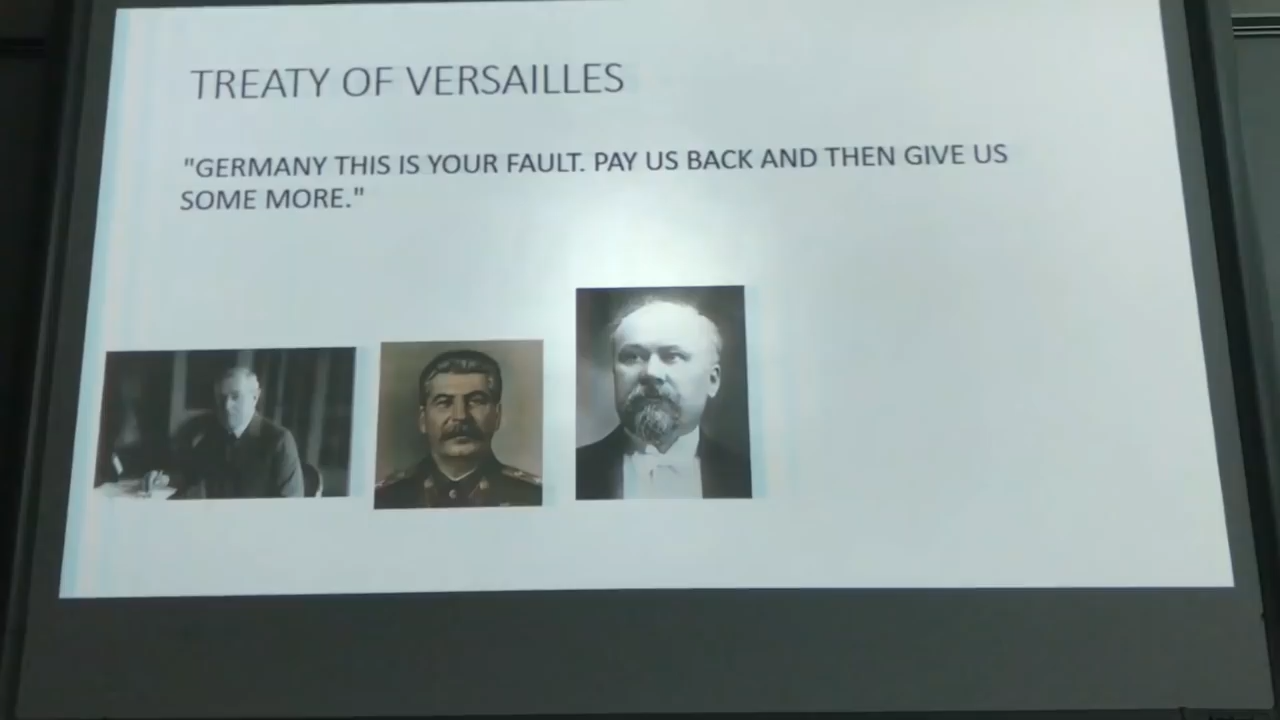 TREATY OF VERSAILLES
"GERMANY THIS IS YOUR FAULT. PAY US BACK AND THEN GIVE US
SOME MORE."